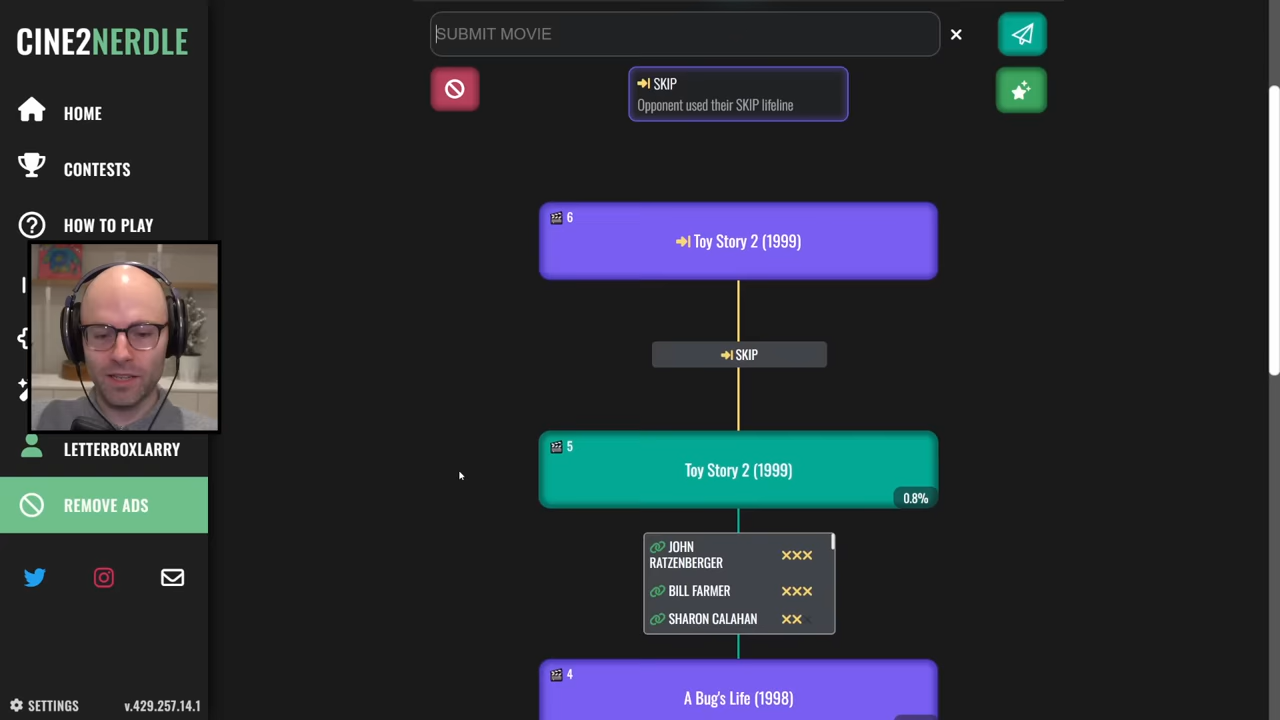 CINE2NERDLE
HOME
CONTESTS
HOW TO PLAY
LETTERBOXLARRY
REMOVE ADS
SETTINGS
v.429.257.14.1
SUBMIT MOVIE
SKIP
Opponent used their SKIP lifeline
6
Toy Story 2 (1999)
SKIP
5
Toy Story 2 (1999)
0.8%
JOHN
RATZENBERGER
BILL FARMER
SHARON CALAHAN
4
A Bug's Life (1998)